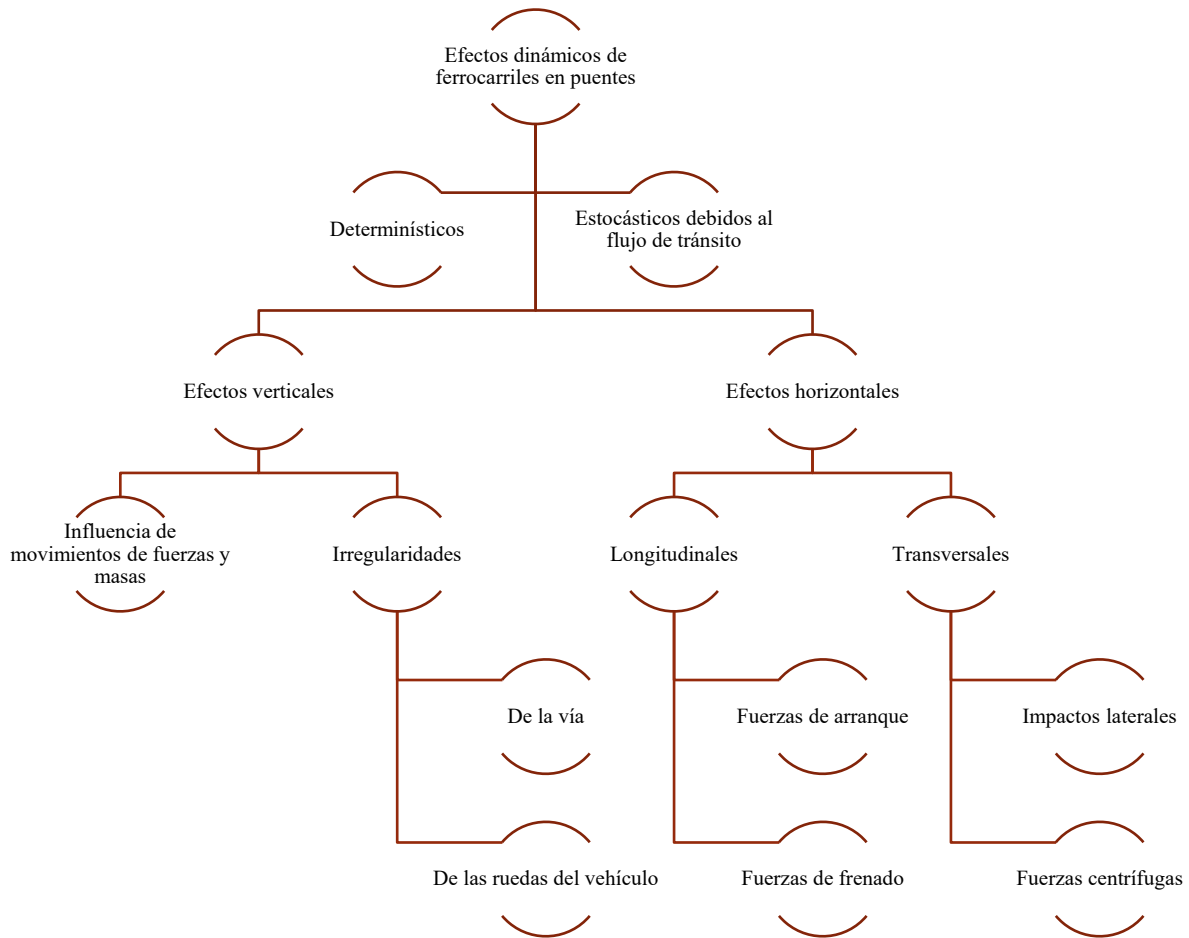 Efectos dinámicos de
ferrocarriles en puentes
Determinísticos
Estocásticos debidos al
flujo de tránsito
Efectos verticales
Efectos horizontales
Influencia de
movimientos de fuerzas y
masas
Irregularidades
Longitudinales
Transversales
De la vía
Fuerzas de arranque
Impactos laterales
De las ruedas del vehículo
Fuerzas de frenado
Fuerzas centrífugas